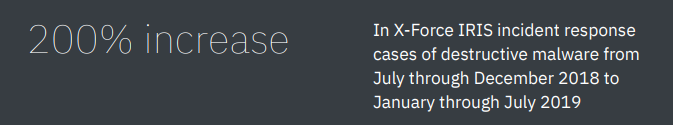 200% increase
In X-Force IRIS incident response
cases of destructive malware from
July through December 2018 to
January through July 2019